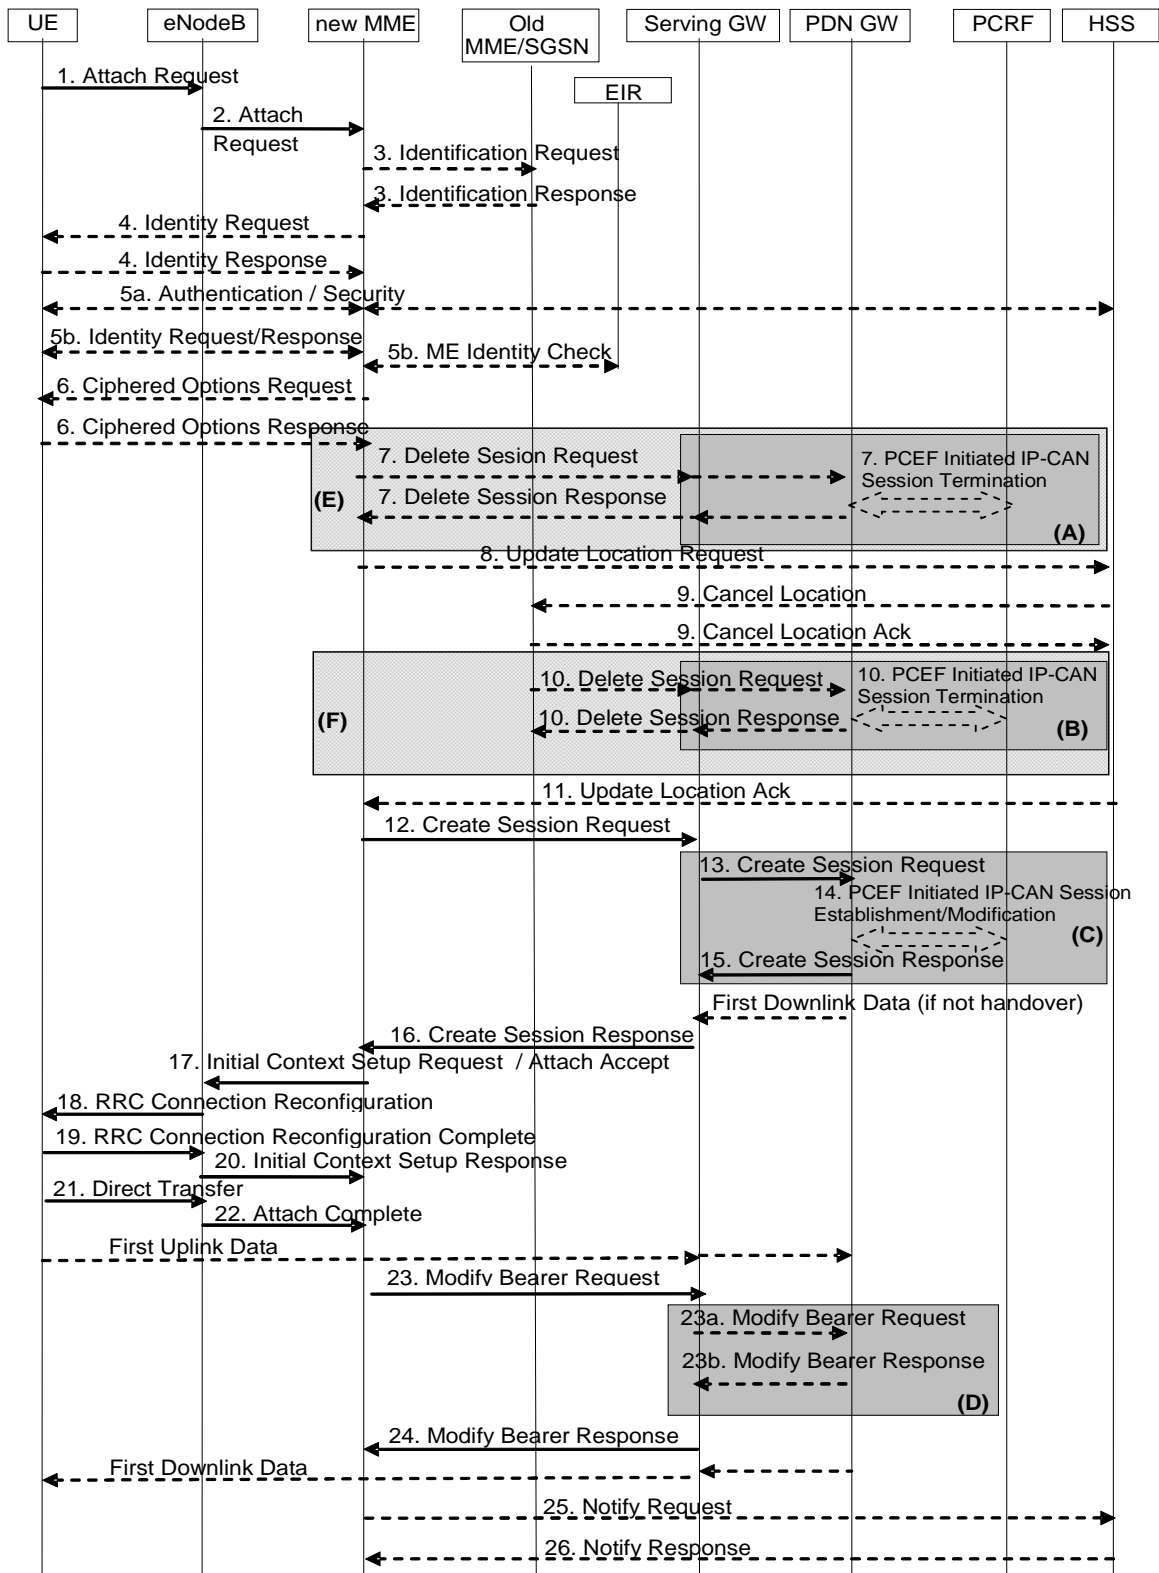 UE
eNodeB
new MME
Old
MME/SGSN
Serving GW
PDN GW
PCRF
HSS
EIR
1. Attach Request
2. Attach
Request
3. Identification Request
3. Identification Response
4. Identity Request
4. Identity Response
5a. Authentication / Security
5b. Identity Request/Response
5b. ME Identity Check
6. Ciphered Options Request
6. Ciphered Options Response
7. Delete Sesion Request
7. PCEF Initiated IP-CAN
Session Termination
(E)
7. Delete Session Response
(A)
8. Update Location Request
9. Cancel Location
9. Cancel Location Ack
10. Delete Session Request
10. PCEF Initiated IP-CAN
Session Termination
(F)
10. Delete Session Response
(B)
11. Update Location Ack
12. Create Session Request
13. Create Session Request
14. PCEF Initiated IP-CAN Session
Establishment/Modification
(C)
15. Create Session Response
First Downlink Data (if not handover)
16. Create Session Response
17. Initial Context Setup Request / Attach Accept
18. RRC Connection Reconfiguration
19. RRC Connection Reconfiguration Complete
20. Initial Context Setup Response
21. Direct Transfer
22. Attach Complete
First Uplink Data
23. Modify Bearer Request
23a. Modify Bearer Request
23b. Modify Bearer Response
(D)
24. Modify Bearer Response
First Downlink Data
25. Notify Request
26. Notify Response